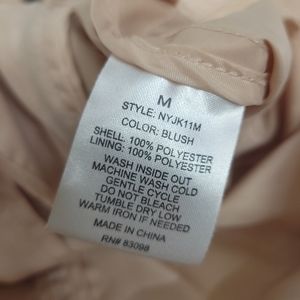 M
STYLE: NYJK11M
COLOR: BLUSH
SHELL: 100% POLYESTER
LINING: 100% POLYESTER
WASH INSIDE OUT
MACHINE WASH COLD
GENTLE CYCLE
DO NOT BLEACH
TUMBLE DRY LOW
WARM IRON IF NEEDED
MADE IN CHINA
RN# 83098